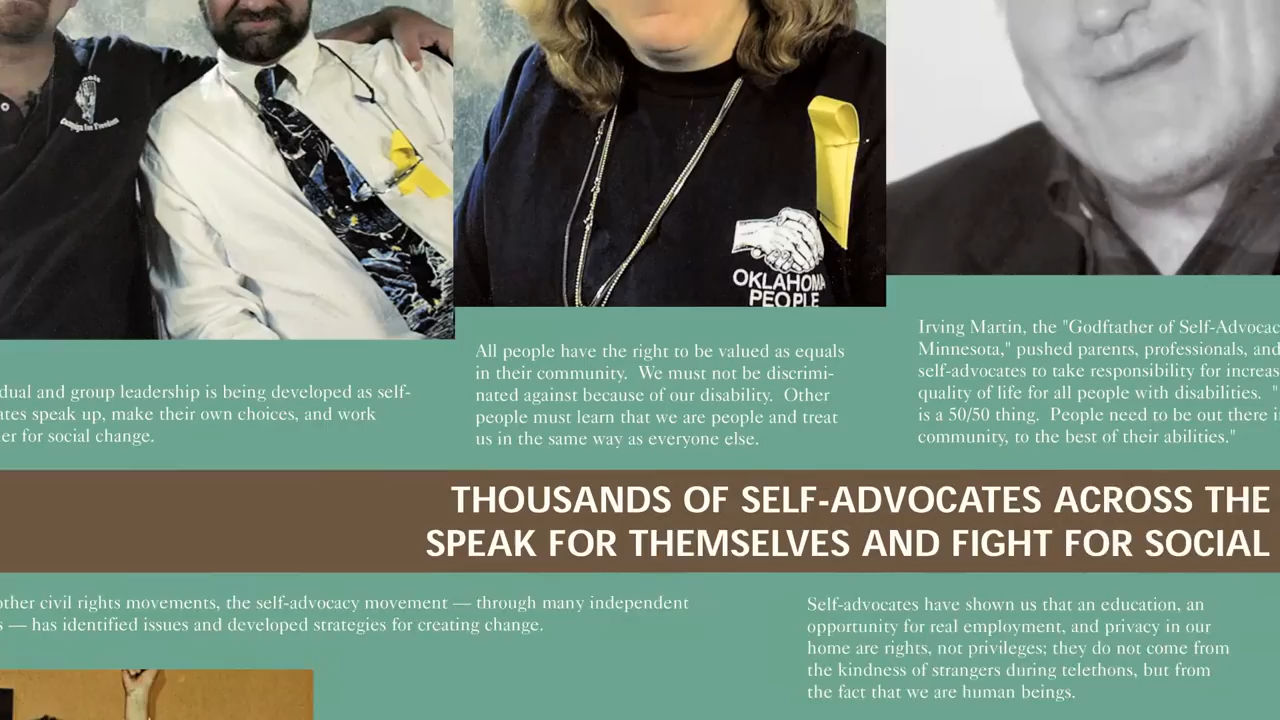 Campaign for Freedom
OKLAHOMA
PEOPLE
dual and group leadership is being developed as self-
ates speak up, make their own choices, and work
er for social change.
All people have the right to be valued as equals
in their community. We must not be discrimi-
nated against because of our disability. Other
people must learn that we are people and treat
us in the same way as everyone else.
Irving Martin, the "Godftather of Self-Advocac
Minnesota," pushed parents, professionals, and
self-advocates to take responsibility for increas
quality of life for all people with disabilities. "
is a 50/50 thing. People need to be out there i
community, to the best of their abilities."
THOUSANDS OF SELF-ADVOCATES ACROSS THE
SPEAK FOR THEMSELVES AND FIGHT FOR SOCIAL
other civil rights movements, the self-advocacy movement — through many independent
s — has identified issues and developed strategies for creating change.
Self-advocates have shown us that an education, an
opportunity for real employment, and privacy in our
home are rights, not privileges; they do not come from
the kindness of strangers during telethons, but from
the fact that we are human beings.